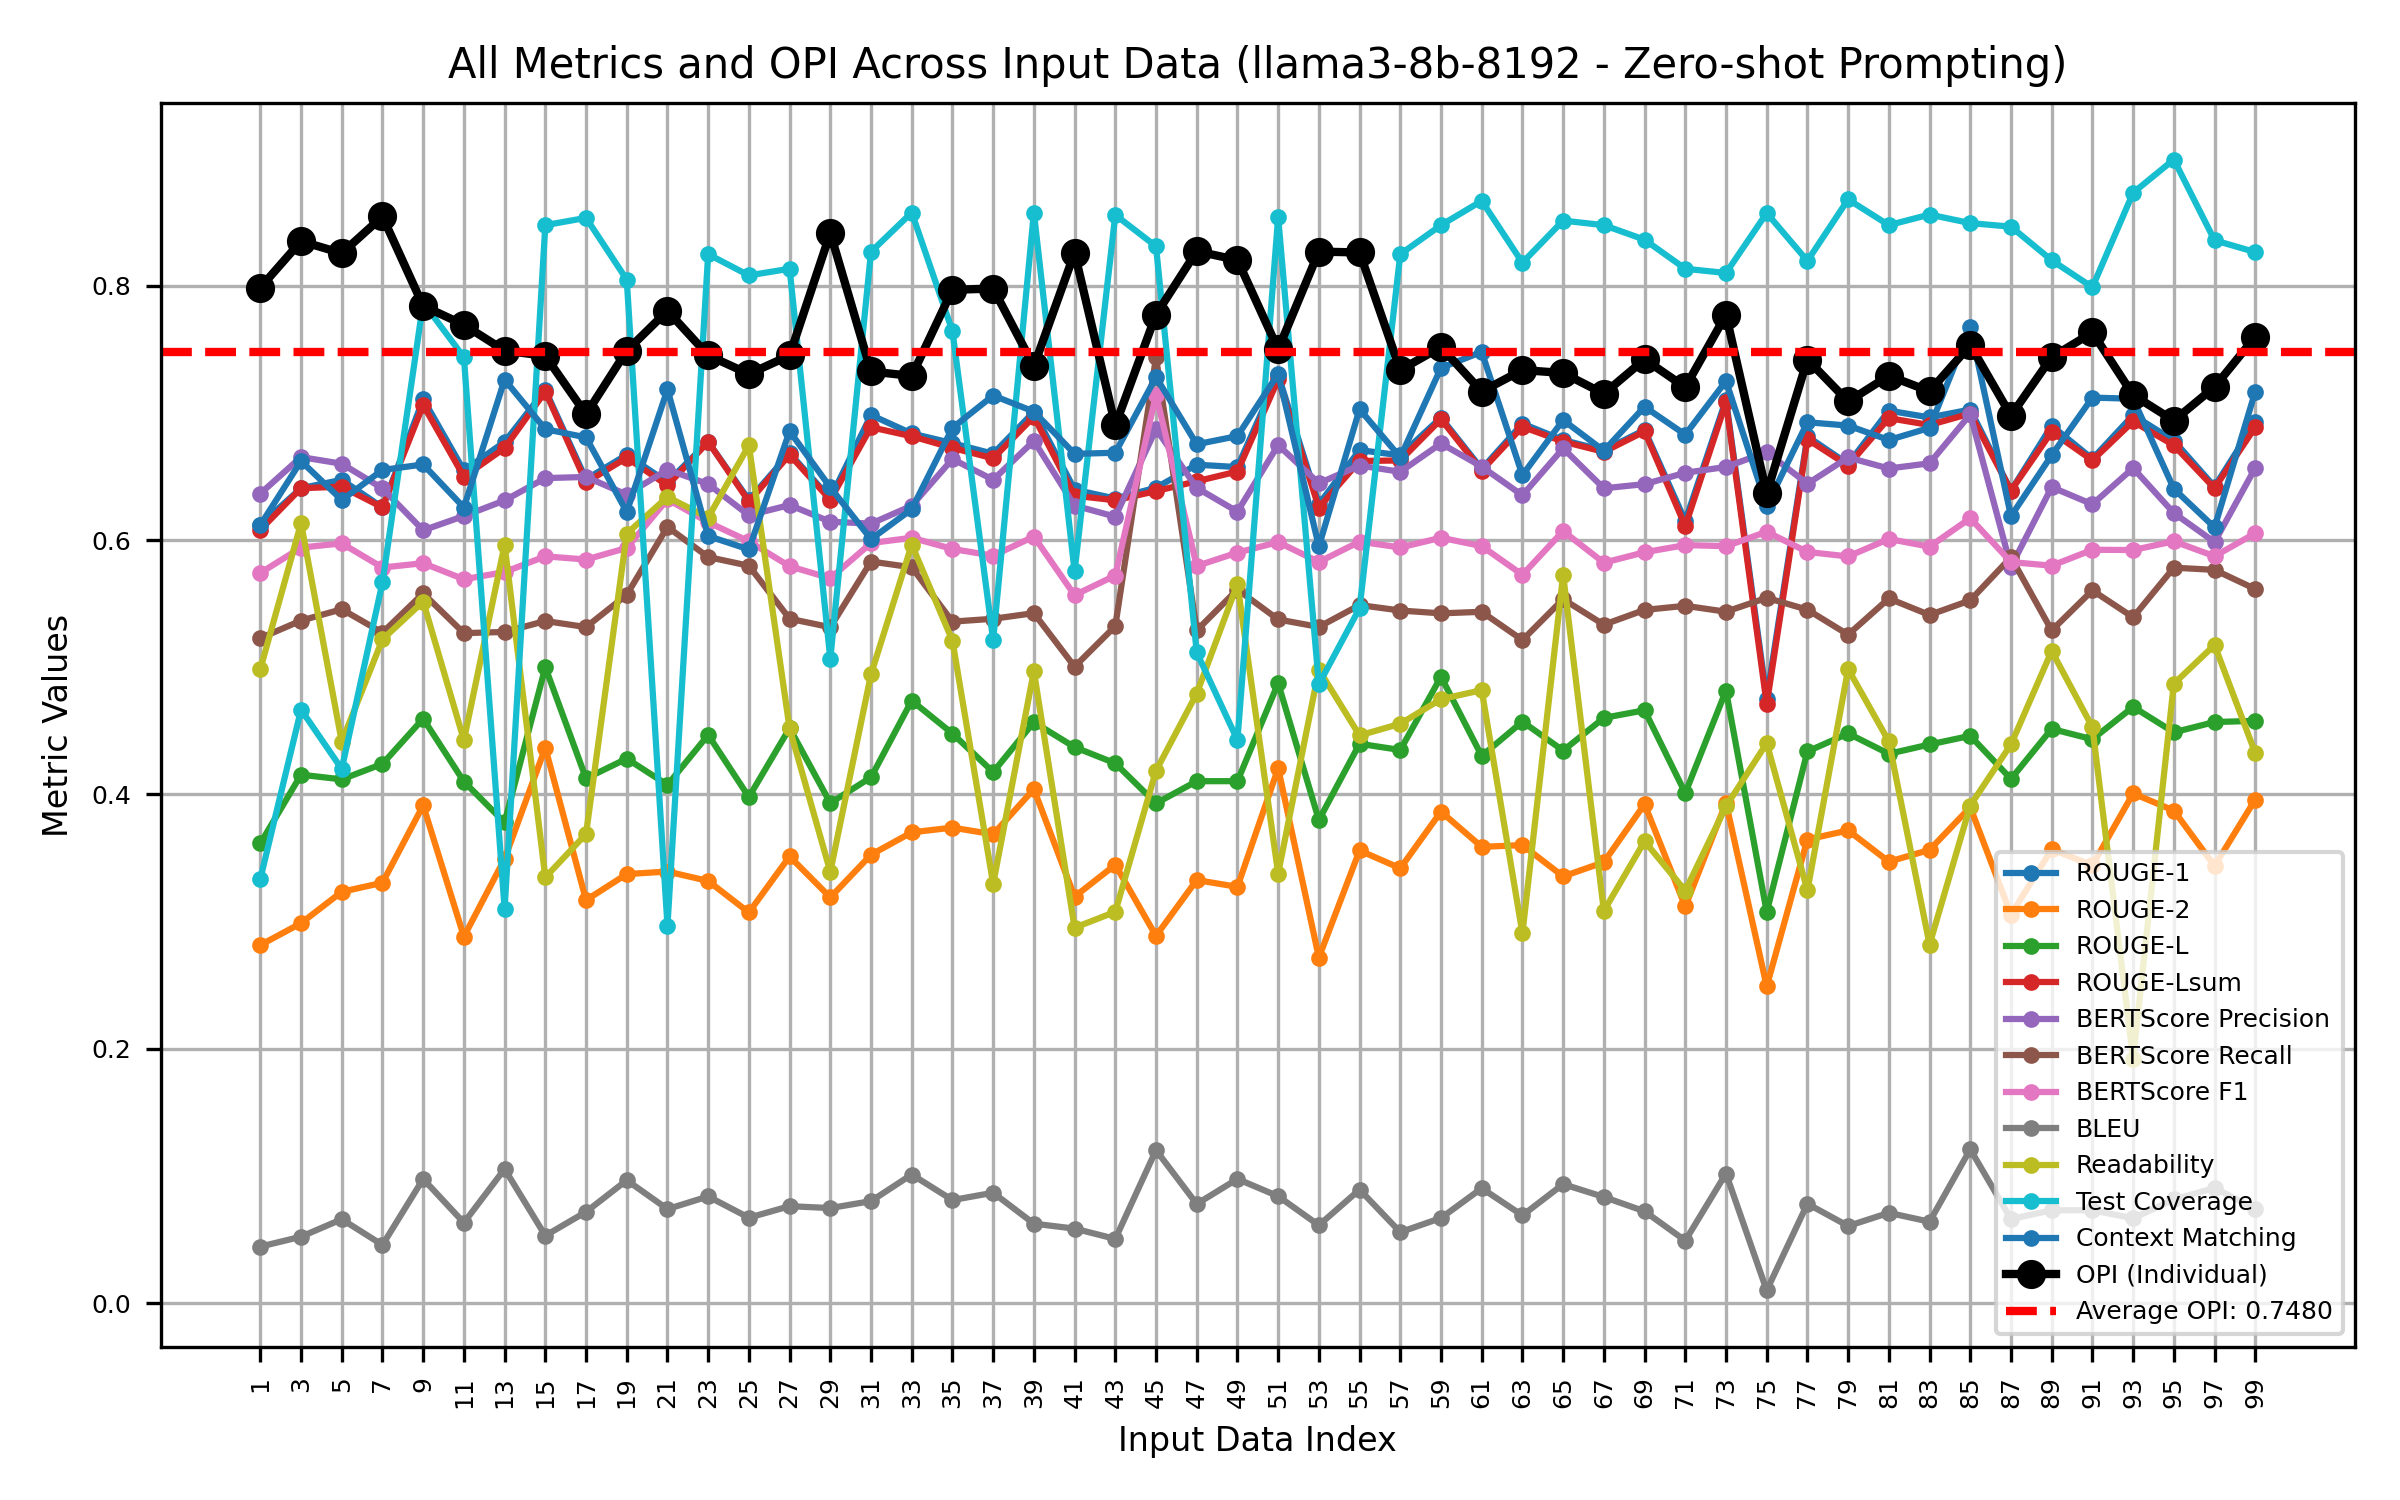 All Metrics and OPI Across Input Data (llama3-8b-8192 - Zero-shot Prompting)
Metric Values
0.8
0.6
0.4
0.2
0.0
ROUGE-1
ROUGE-2
ROUGE-L
ROUGE-Lsum
BERTScore Precision
BERTScore Recall
BERTScore F1
BLEU
Readability
Test Coverage
Context Matching
OPI (Individual)
Average OPI: 0.7480
1 3 5 7 9 11 13 15 17 19 21 23 25 27 29 31 33 35 37 39 41 43 45 47 49 51 53 55 57 59 61 63 65 67 69 71 73 75 77 79 81 83 85 87 89 91 93 95 97 99
Input Data Index